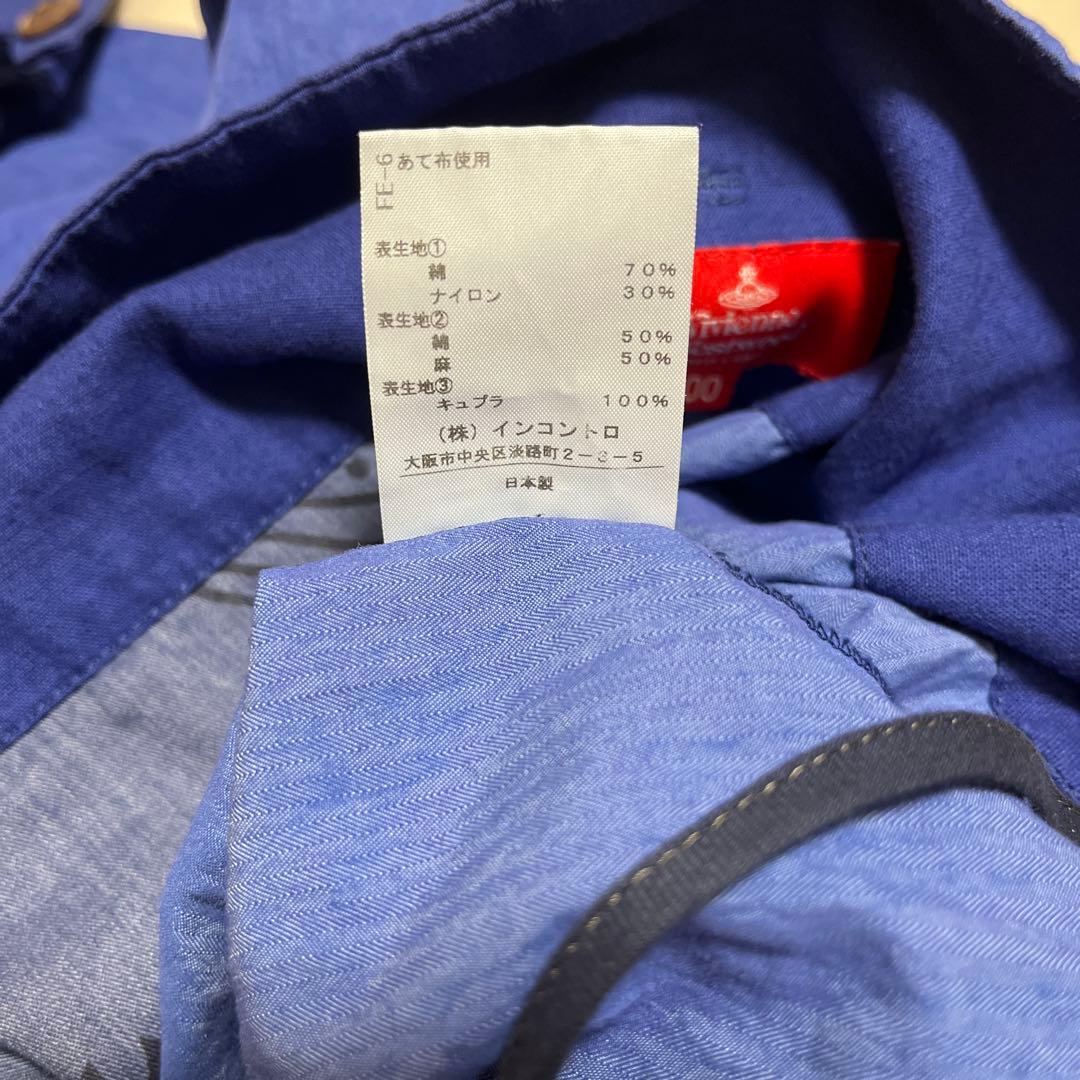 FE-6
あて布使用
表生地①
綿 70%
ナイロン 30%
表生地②
綿 50%
麻 50%
表生地③
キュプラ 100%
(株)インコントロ
大阪市中央区淡路町2-3-5
日本製
Vivienne
00